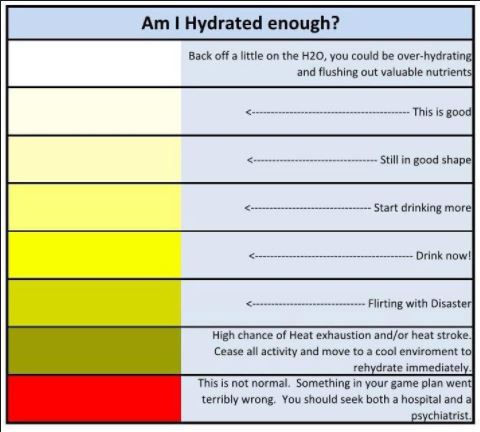 Am I Hydrated enough?
Back off a little on the H2O, you could be over-hydrating
and flushing out valuable nutrients
<---------------------------------------- This is good
<-------------------------------- Still in good shape
<------------------------------ Start drinking more
<---------------------------------------- Drink now!
<----------------------------- Flirting with Disaster
High chance of Heat exhaustion and/or heat stroke.
Cease all activity and move to a cool enviroment to
rehydrate immediately.
This is not normal. Something in your game plan went
terribly wrong. You should seek both a hospital and a
psychiatrist.